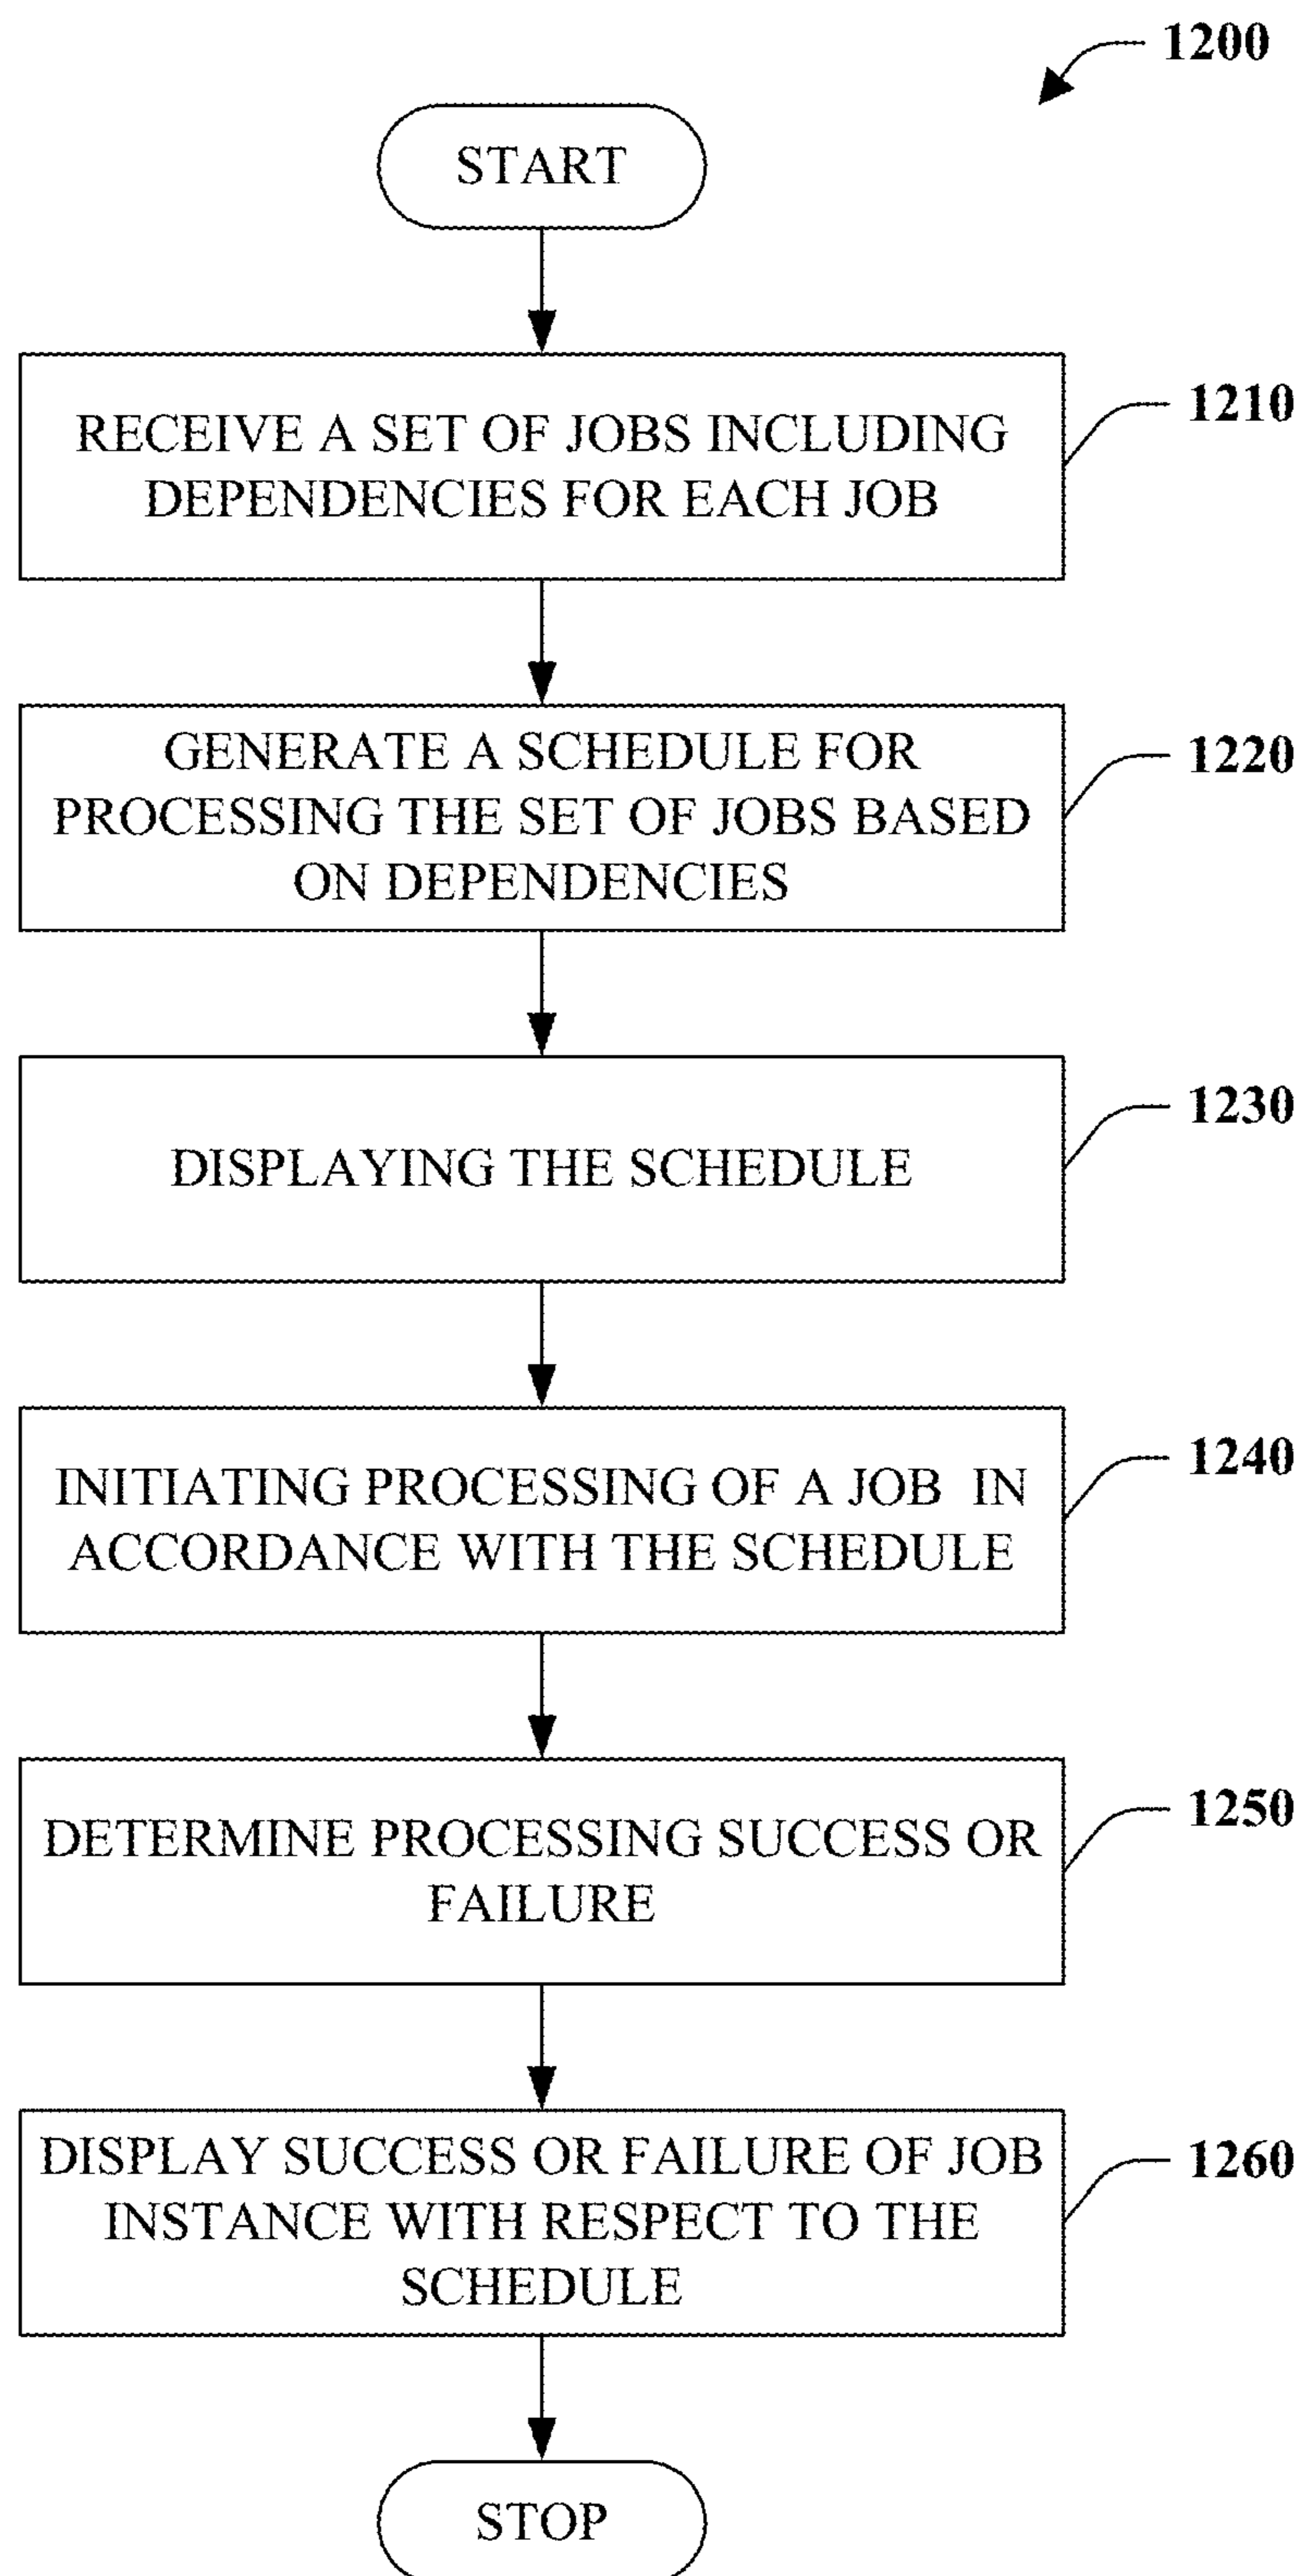 1200
START
RECEIVE A SET OF JOBS INCLUDING
DEPENDENCIES FOR EACH JOB
1210
GENERATE A SCHEDULE FOR
PROCESSING THE SET OF JOBS BASED
ON DEPENDENCIES
1220
DISPLAYING THE SCHEDULE
1230
INITIATING PROCESSING OF A JOB IN
ACCORDANCE WITH THE SCHEDULE
1240
DETERMINE PROCESSING SUCCESS OR
FAILURE
1250
DISPLAY SUCCESS OR FAILURE OF JOB
INSTANCE WITH RESPECT TO THE
SCHEDULE
1260
STOP